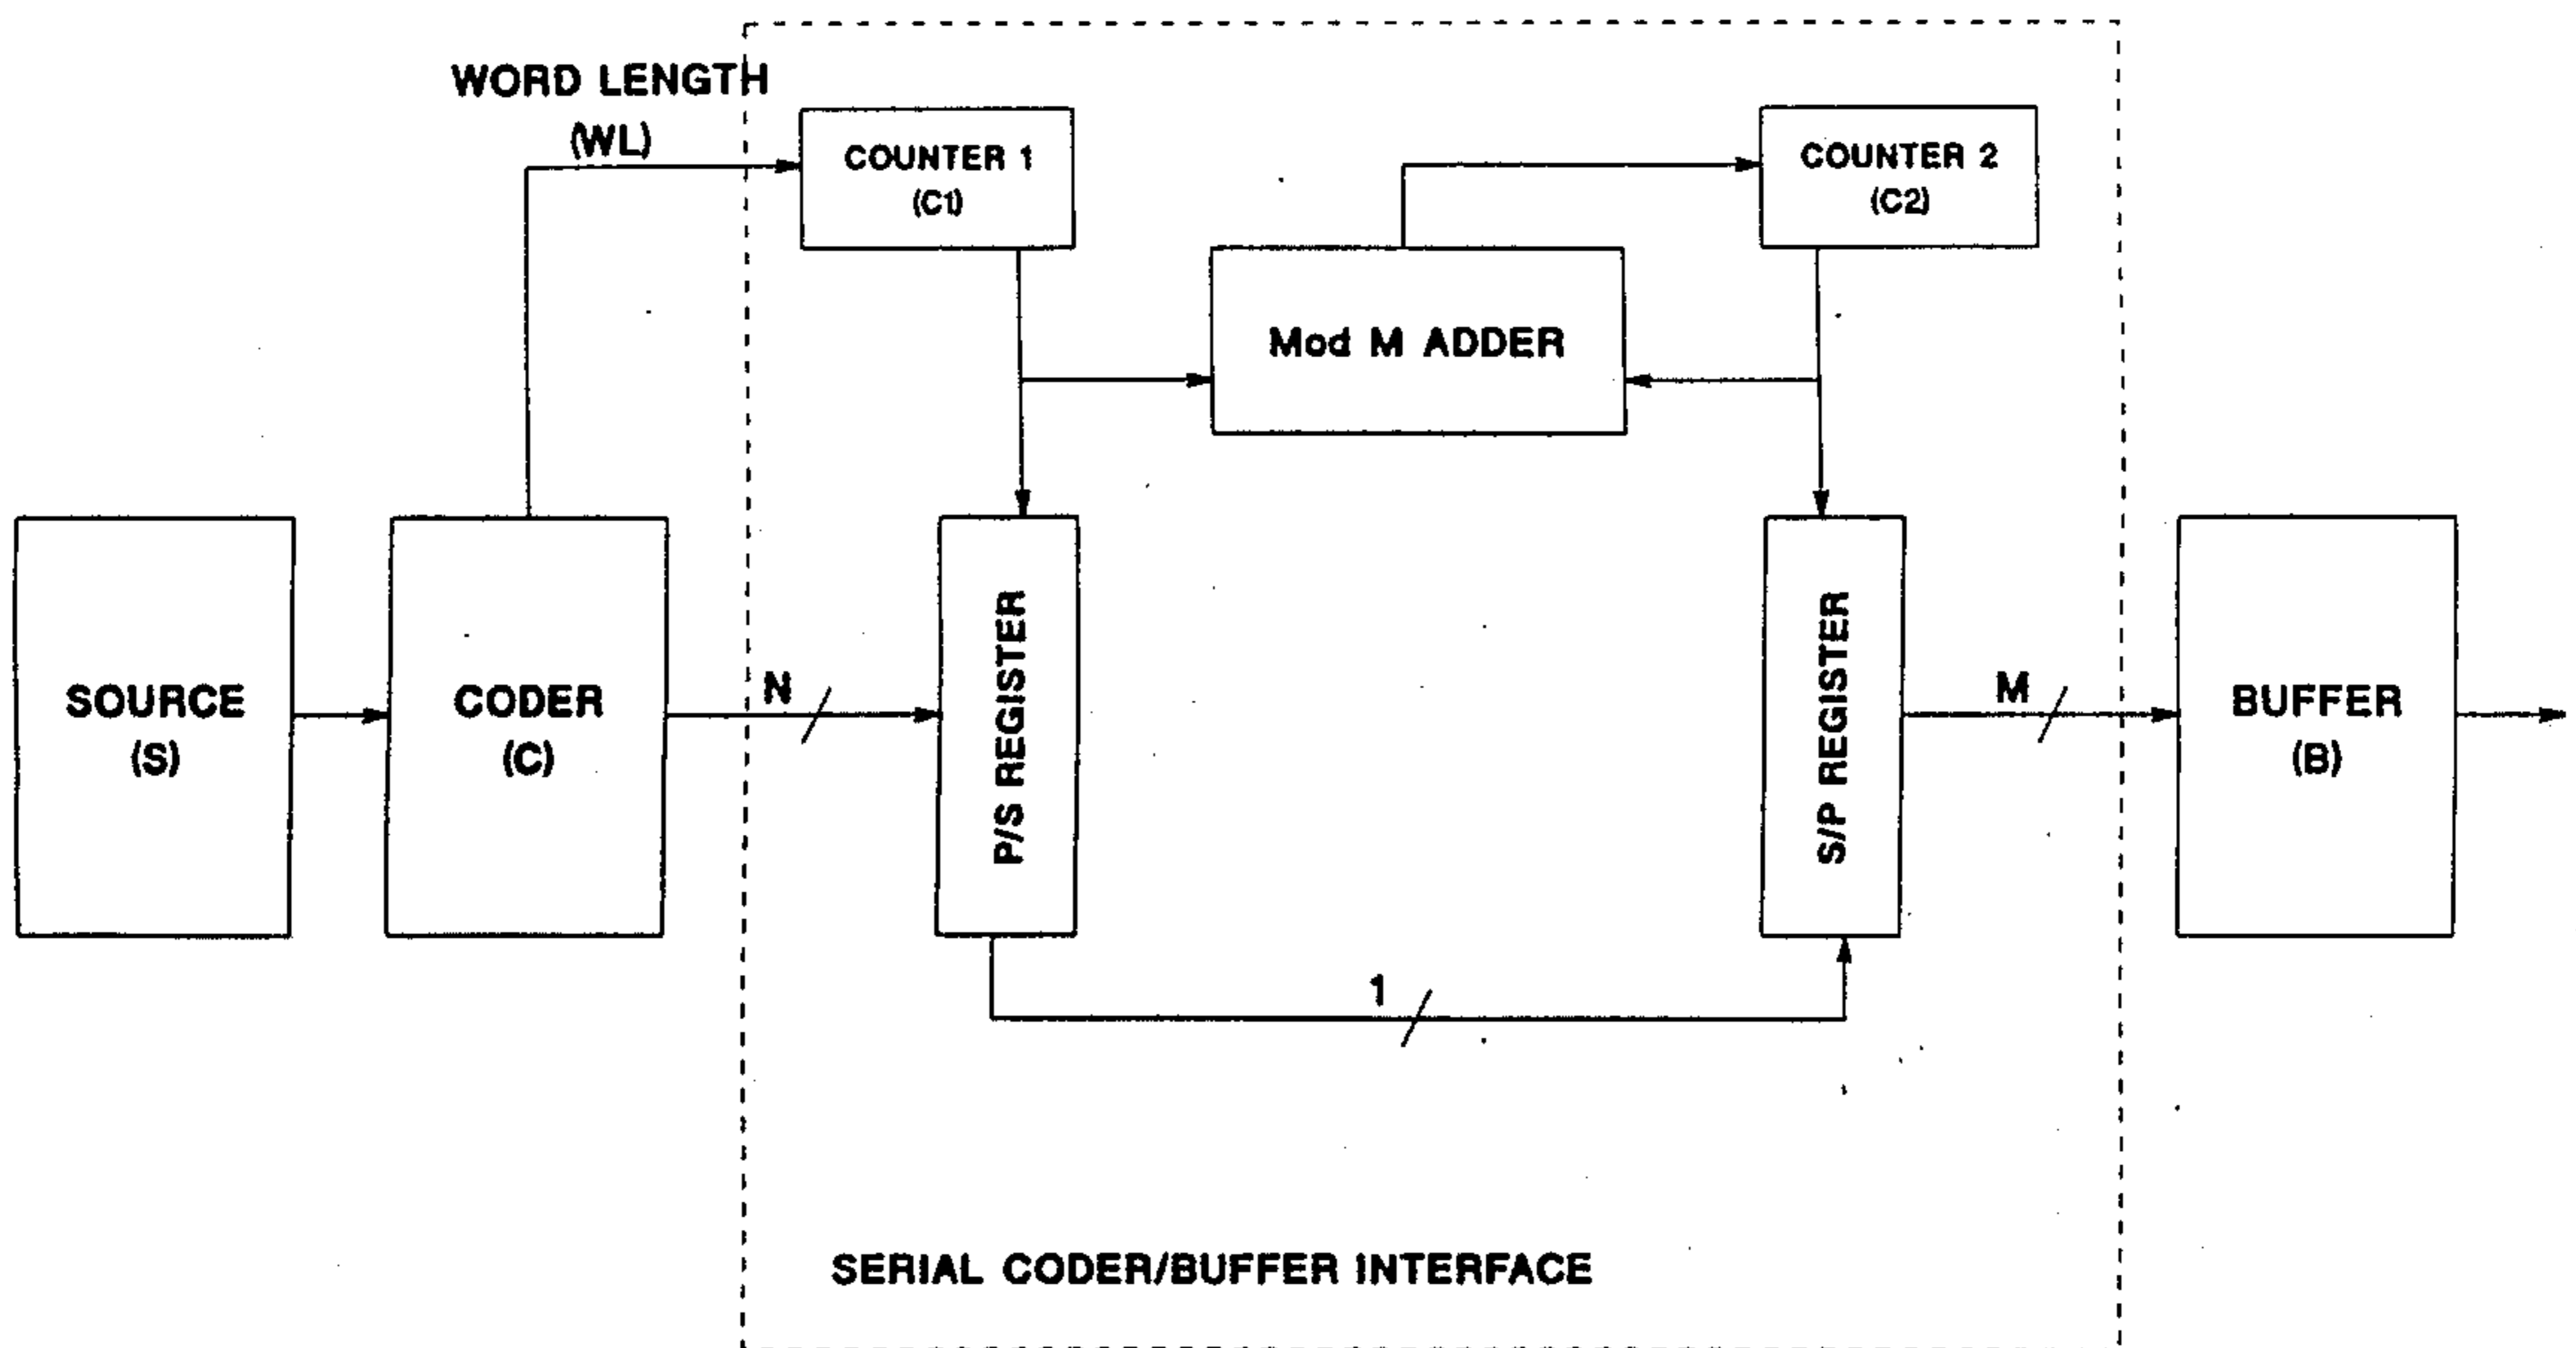 WORD LENGTH
(WL)
COUNTER 1
(C1)
COUNTER 2
(C2)
Mod M ADDER
SOURCE
(S)
CODER
(C)
N
P/S REGISTER
S/P REGISTER
M
BUFFER
(B)
1
SERIAL CODER/BUFFER INTERFACE